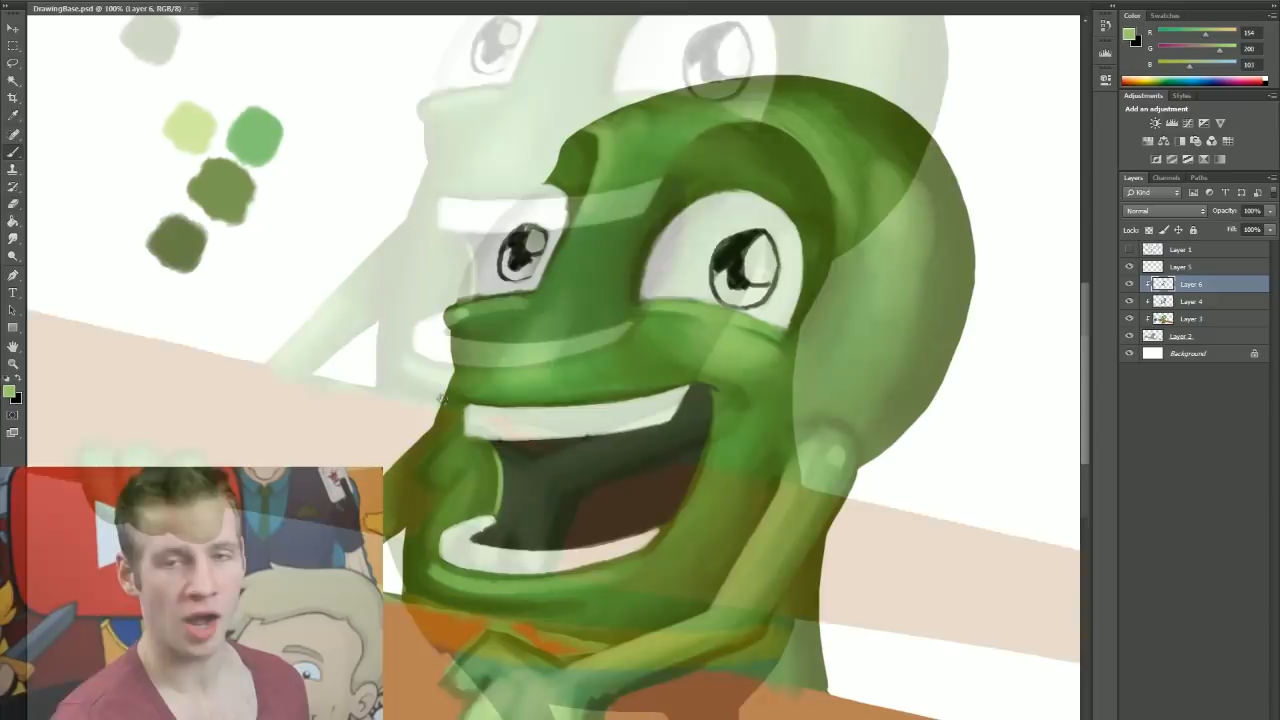 DrawingBase.psd @ 100% (Layer 6, RGB/8) ×
Color Swatches
R 154
G 200
B 103
Adjustments Styles
Add an adjustment
Layers Channels Paths
Kind
Normal Opacity: 100%
Lock: Fill: 100%
Layer 1
Layer 5
Layer 6
Layer 4
Layer 3
Layer 2
Background